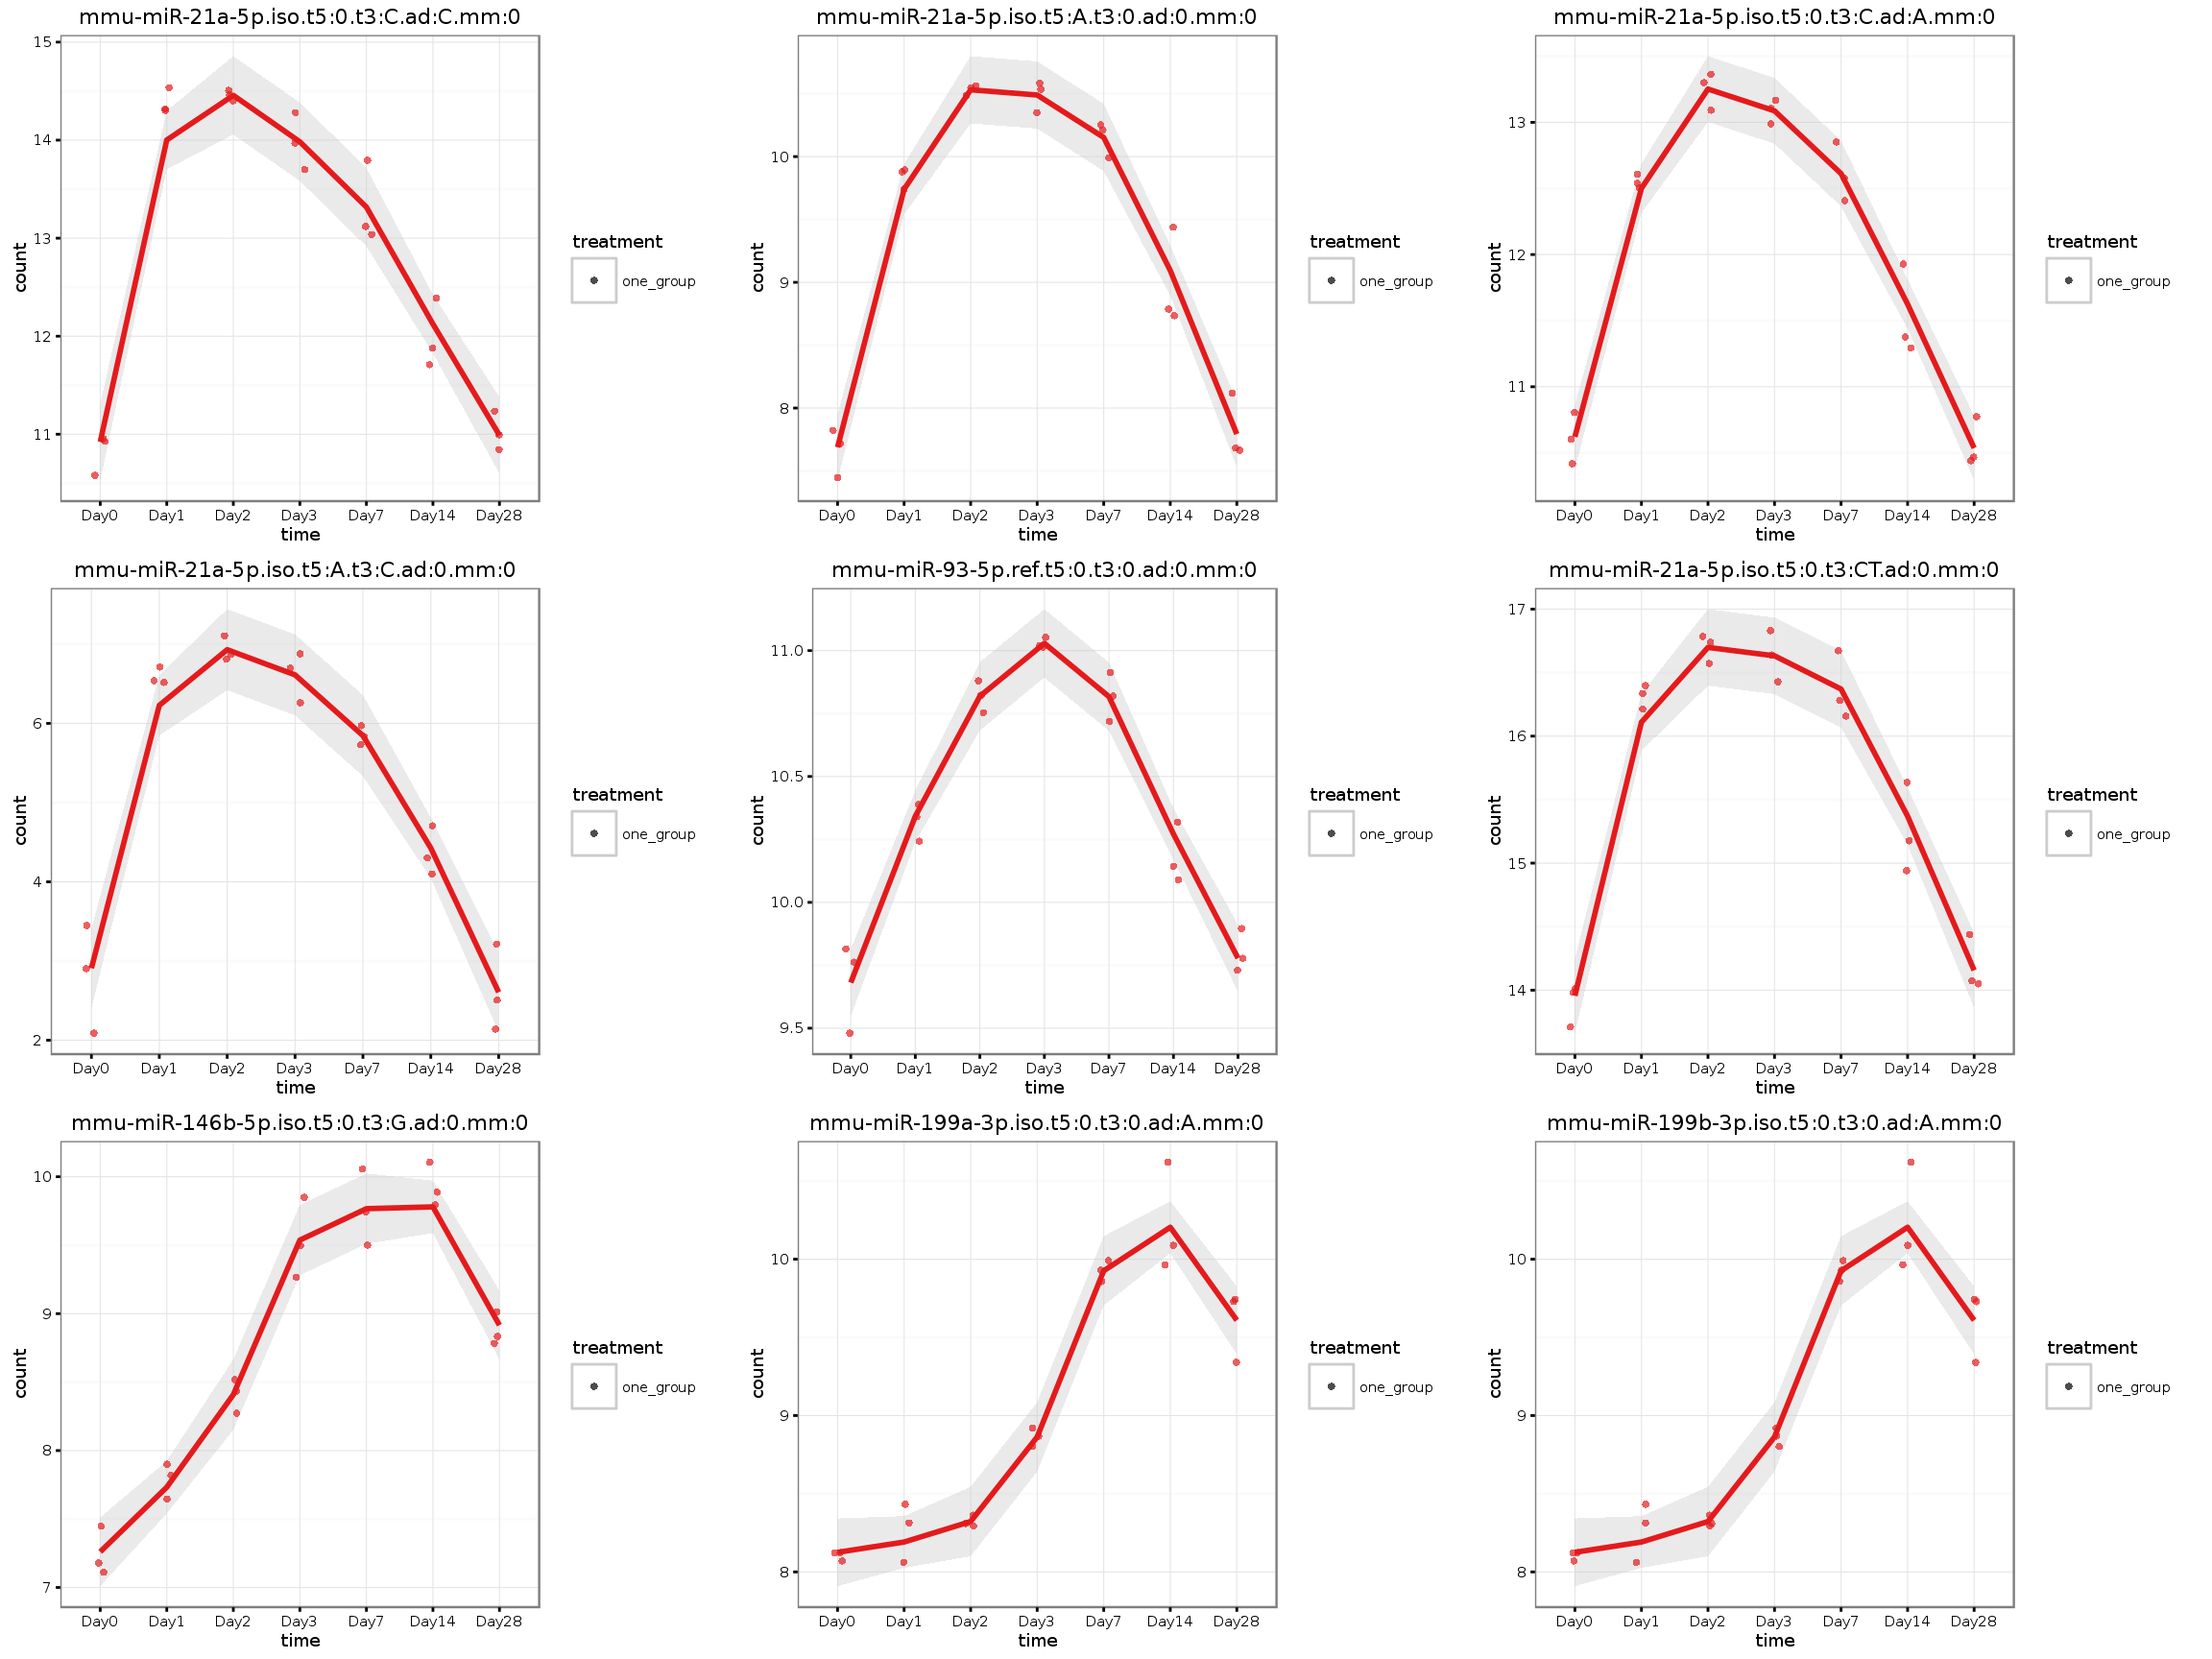 mmu-miR-21a-5p.iso.t5:0.t3:C.ad:C.mm:0
15
14
13
12
11
count
Day0 Day1 Day2 Day3 Day7 Day14 Day28
time
treatment
one_group
mmu-miR-21a-5p.iso.t5:A.t3:0.ad:0.mm:0
10
9
8
count
Day0 Day1 Day2 Day3 Day7 Day14 Day28
time
treatment
one_group
mmu-miR-21a-5p.iso.t5:0.t3:C.ad:A.mm:0
13
12
11
count
Day0 Day1 Day2 Day3 Day7 Day14 Day28
time
treatment
one_group
mmu-miR-21a-5p.iso.t5:A.t3:C.ad:0.mm:0
6
4
2
count
Day0 Day1 Day2 Day3 Day7 Day14 Day28
time
treatment
one_group
mmu-miR-93-5p.ref.t5:0.t3:0.ad:0.mm:0
11.0
10.5
10.0
9.5
count
Day0 Day1 Day2 Day3 Day7 Day14 Day28
time
treatment
one_group
mmu-miR-21a-5p.iso.t5:0.t3:CT.ad:0.mm:0
17
16
15
14
count
Day0 Day1 Day2 Day3 Day7 Day14 Day28
time
treatment
one_group
mmu-miR-146b-5p.iso.t5:0.t3:G.ad:0.mm:0
10
9
8
7
count
Day0 Day1 Day2 Day3 Day7 Day14 Day28
time
treatment
one_group
mmu-miR-199a-3p.iso.t5:0.t3:0.ad:A.mm:0
10
9
8
count
Day0 Day1 Day2 Day3 Day7 Day14 Day28
time
treatment
one_group
mmu-miR-199b-3p.iso.t5:0.t3:0.ad:A.mm:0
10
9
8
count
Day0 Day1 Day2 Day3 Day7 Day14 Day28
time
treatment
one_group